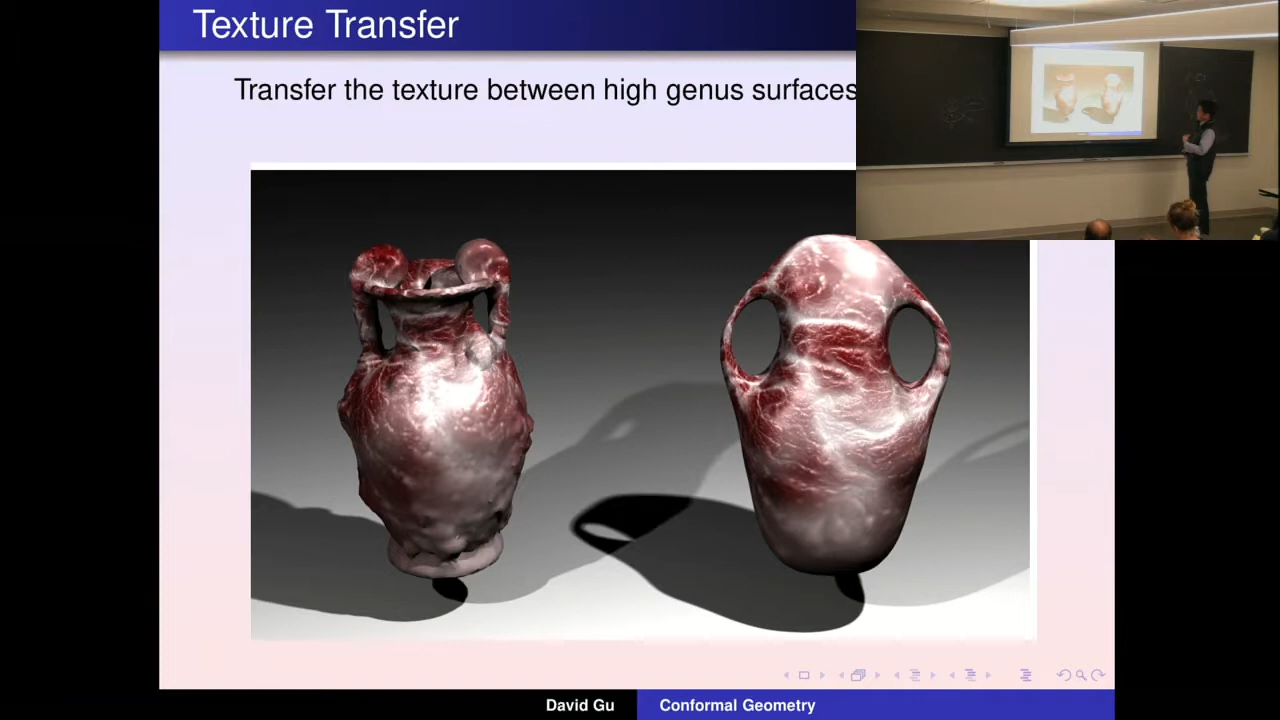 Texture Transfer
Transfer the texture between high genus surfaces
David Gu
Conformal Geometry